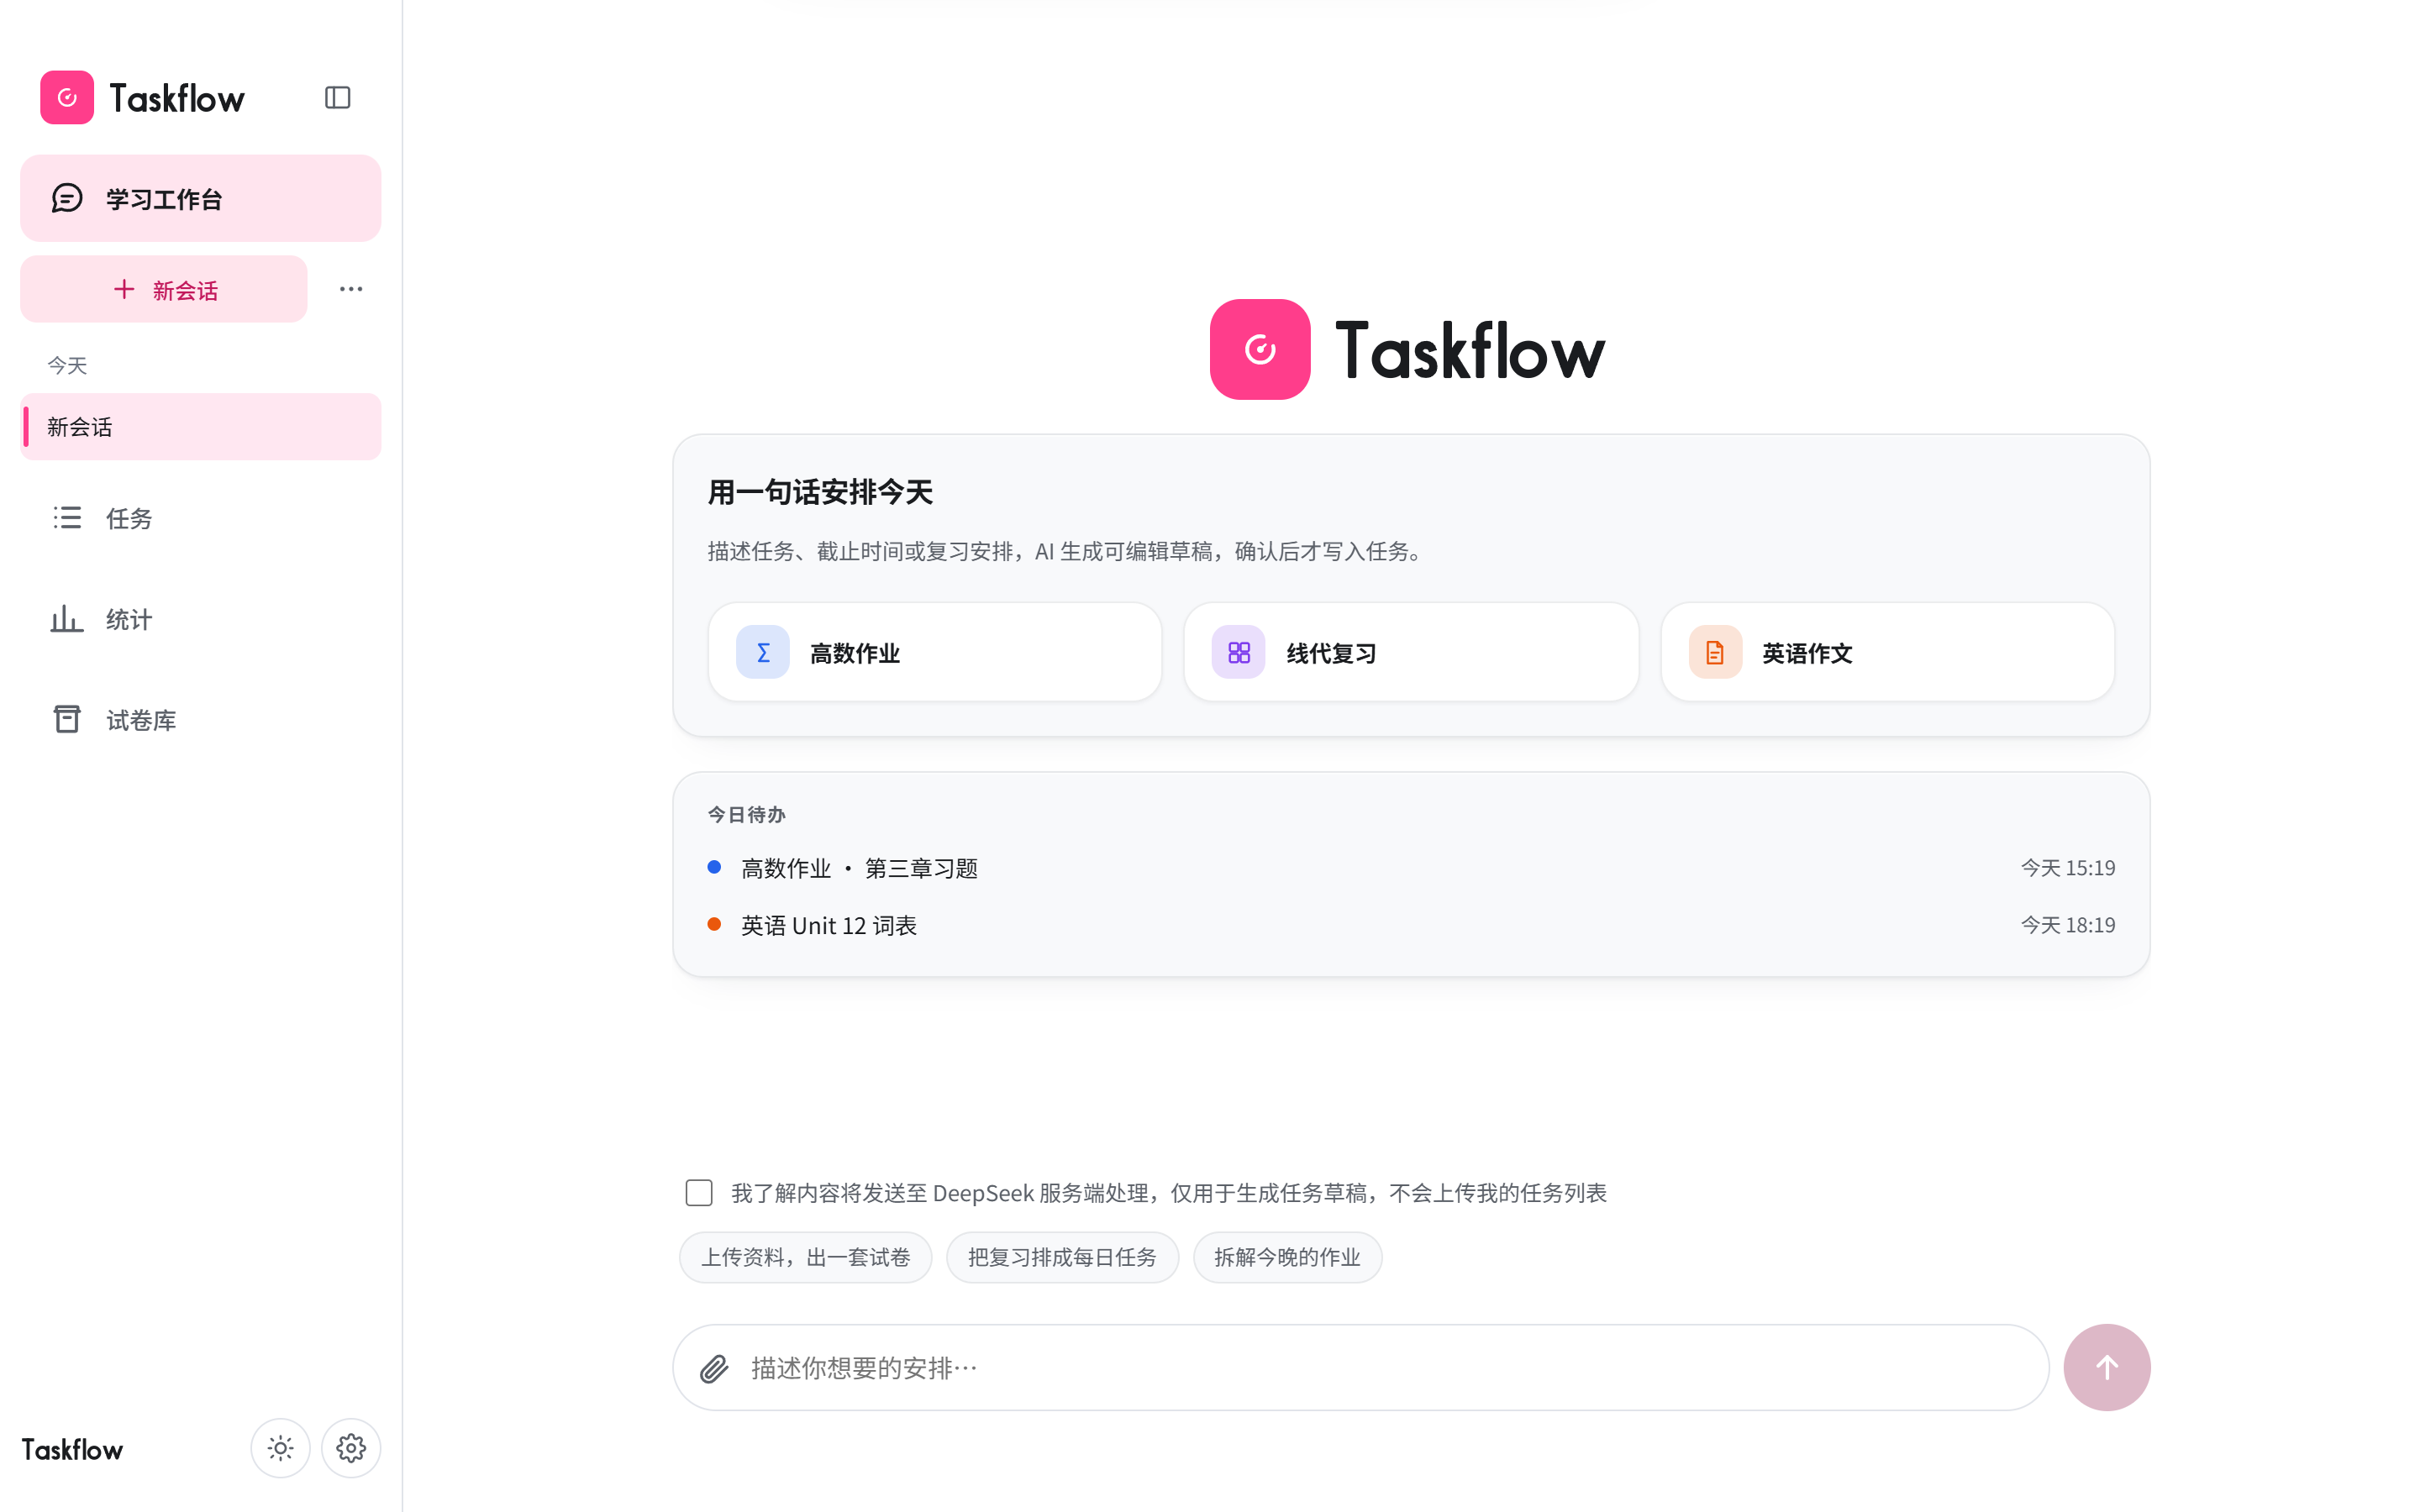 Taskflow
学习工作台
新会话
今天
新会话
任务
统计
试卷库
Taskflow
Taskflow
用一句话安排今天
描述任务、截止时间或复习安排，AI 生成可编辑草稿，确认后才写入任务。
高数作业
线代复习
英语作文
今日待办
高数作业 · 第三章习题 今天 15:19
英语 Unit 12 词表 今天 18:19
我了解内容将发送至 DeepSeek 服务端处理，仅用于生成任务草稿，不会上传我的任务列表
上传资料，出一套试卷
把复习排成每日任务
拆解今晚的作业
描述你想要的安排…